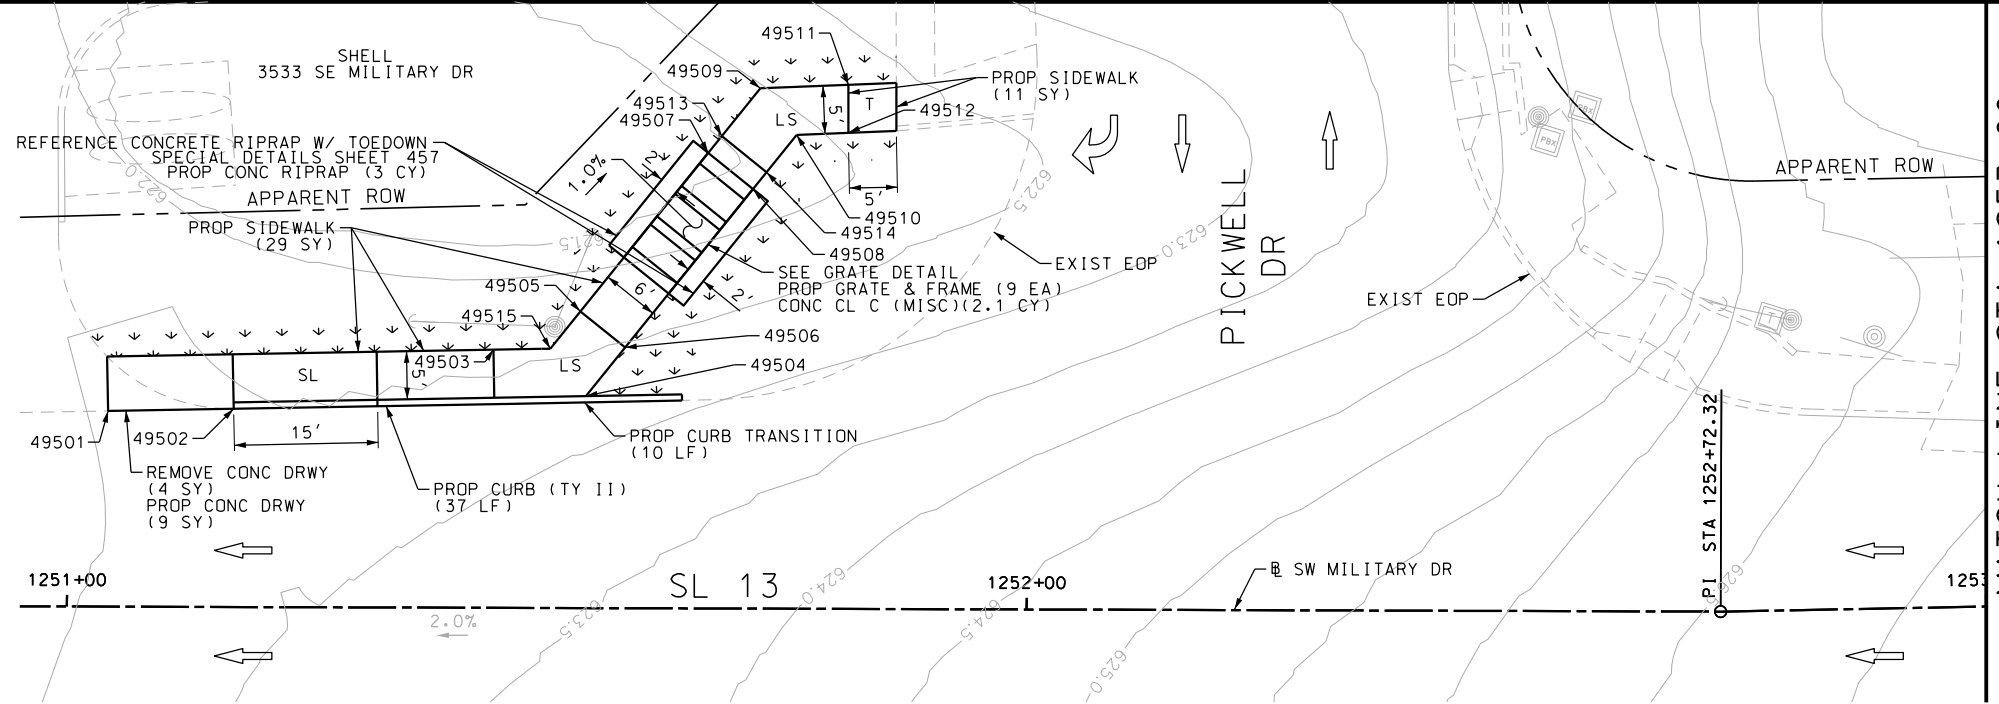 SHELL
3533 SE MILITARY DR
49511
49509
49513
49507
PROP SIDEWALK
(11 SY)
49512
T
5'
LS
REFERENCE CONCRETE RIPRAP W/ TOEDOWN
SPECIAL DETAILS SHEET 457
PROP CONC RIPRAP (3 CY)
622.0
APPARENT ROW
1.0%
2'
5'
PROP SIDEWALK
(29 SY)
621.5
49510
49514
49508
SEE GRATE DETAIL
PROP GRATE & FRAME (9 EA)
CONC CL C (MISC)(2.1 CY)
2'
6'
49505
49515
49506
49504
49503
5'
LS
SL
49501
49502
15'
REMOVE CONC DRWY
(4 SY)
PROP CONC DRWY
(9 SY)
PROP CURB (TY II)
(37 LF)
PROP CURB TRANSITION
(10 LF)
622.5
EXIST EOP
623.0
PICKWELL
DR
EXIST EOP
PBX
PBX
T
APPARENT ROW
PI STA 1252+72.32
1251+00
SL 13
1252+00
B SW MILITARY DR
2.0%
623.5
624.0
624.5
625.0